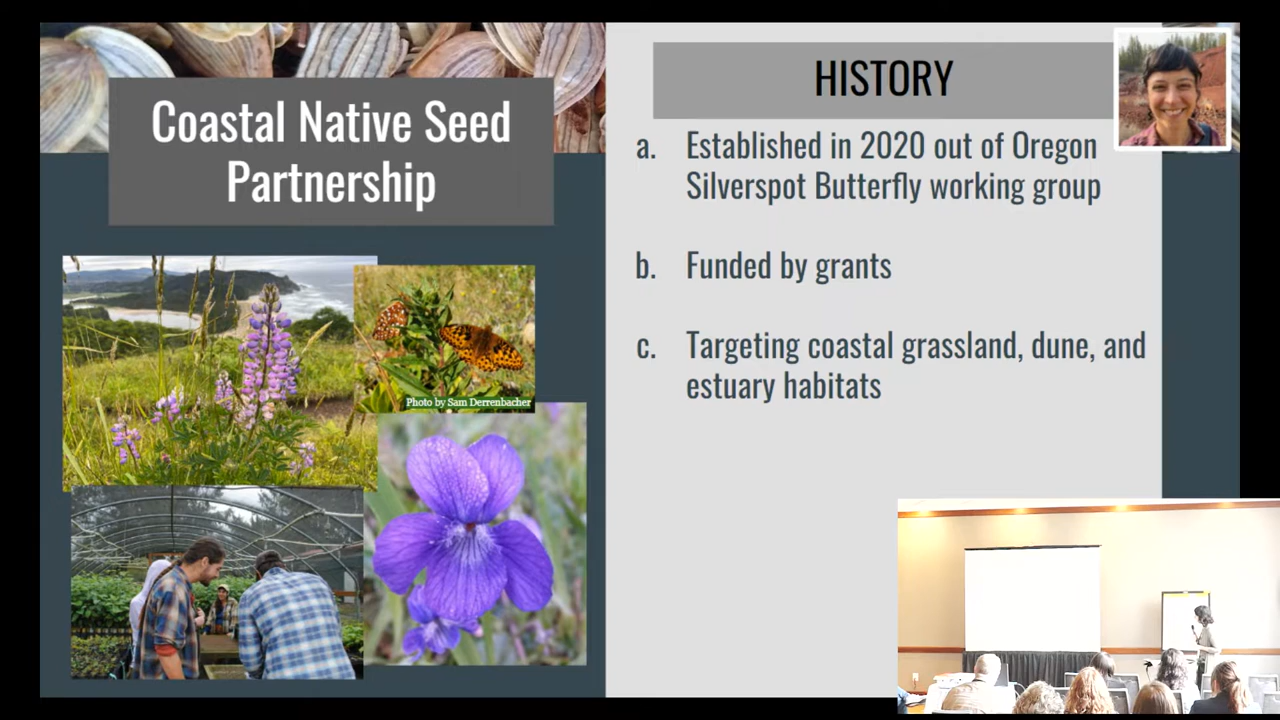 Coastal Native Seed
Partnership
HISTORY
a. Established in 2020 out of Oregon
Silverspot Butterfly working group
b. Funded by grants
c. Targeting coastal grassland, dune, and
estuary habitats
Photo by Sam Derrenbacher